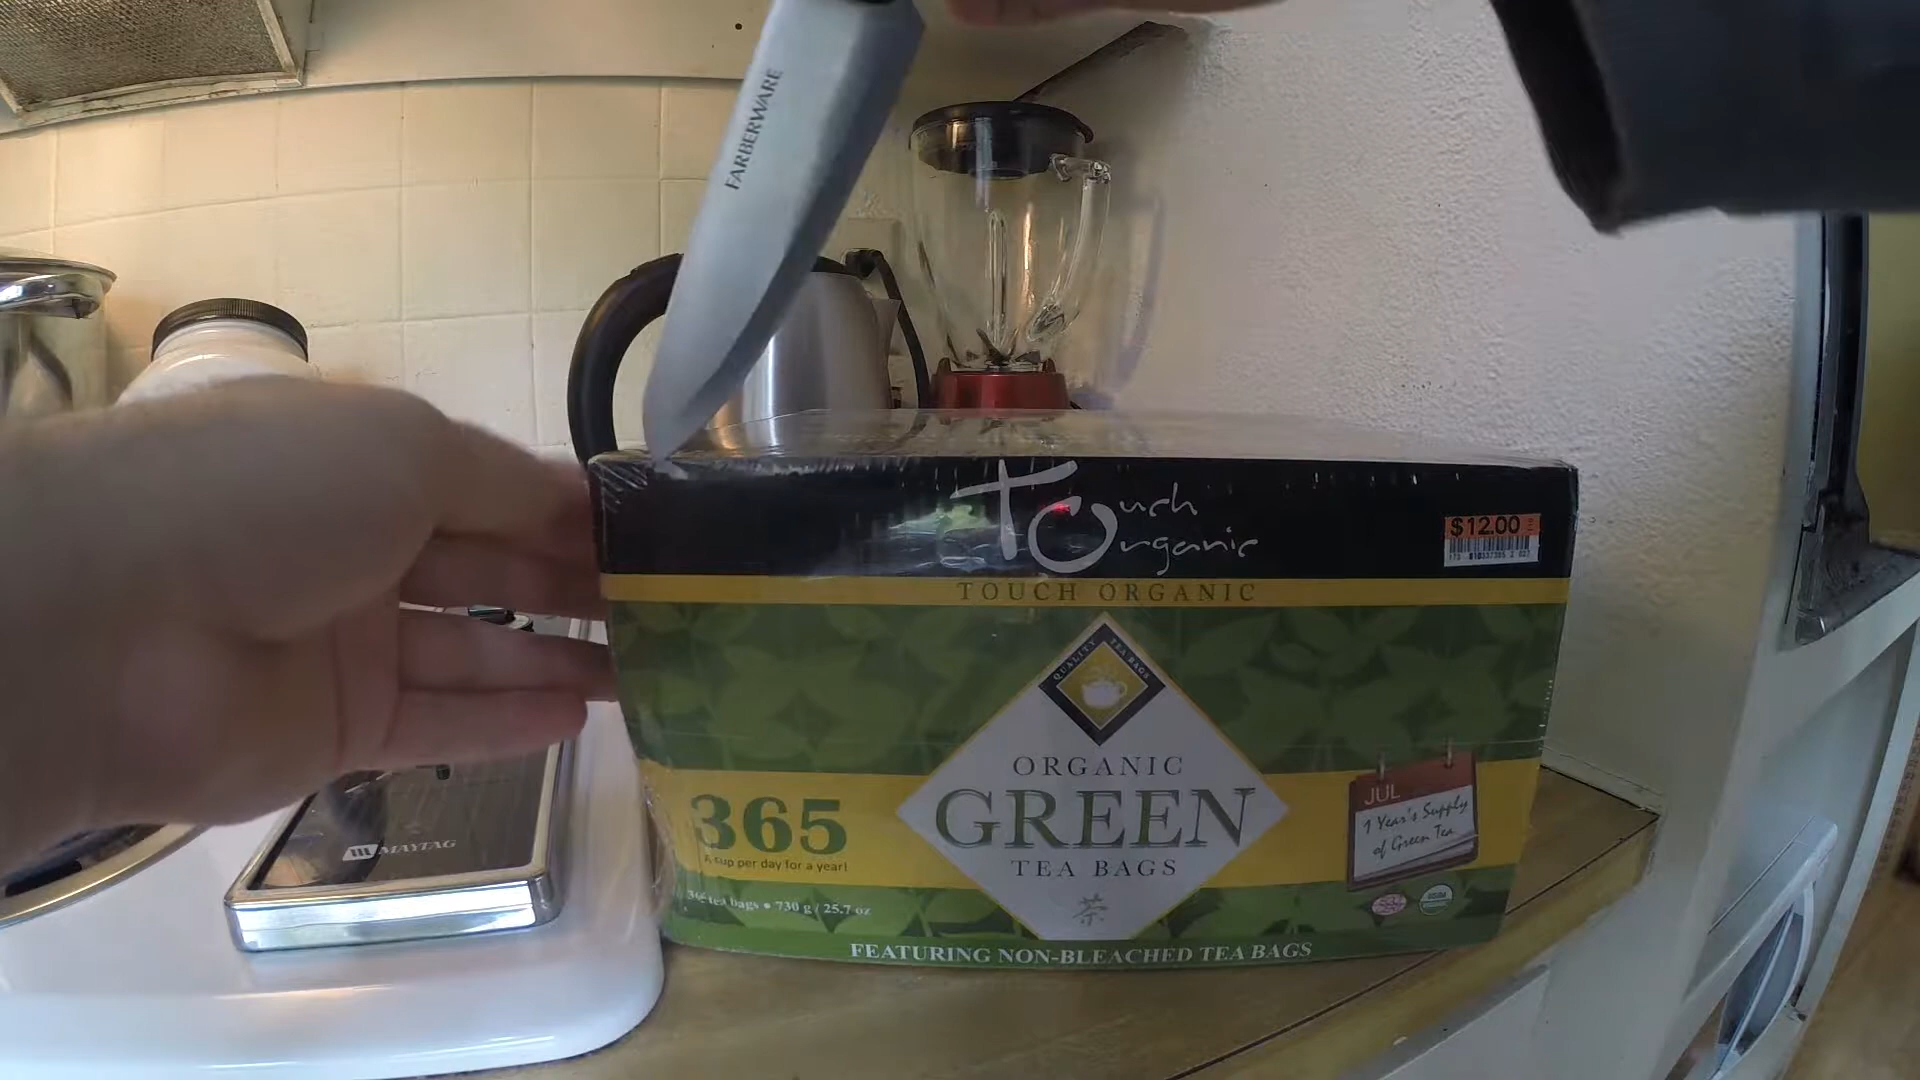 FARBERWARE
Touch
Organic
$12.00
TOUCH ORGANIC
QUALITY TEA BAGS
ORGANIC
GREEN
TEA BAGS
茶
365
A cup per day for a year!
365 tea bags • 730 g / 25.7 oz
JUL
1 Year's Supply
of Green Tea
USDA
FEATURING NON-BLEACHED TEA BAGS
MAYTAG